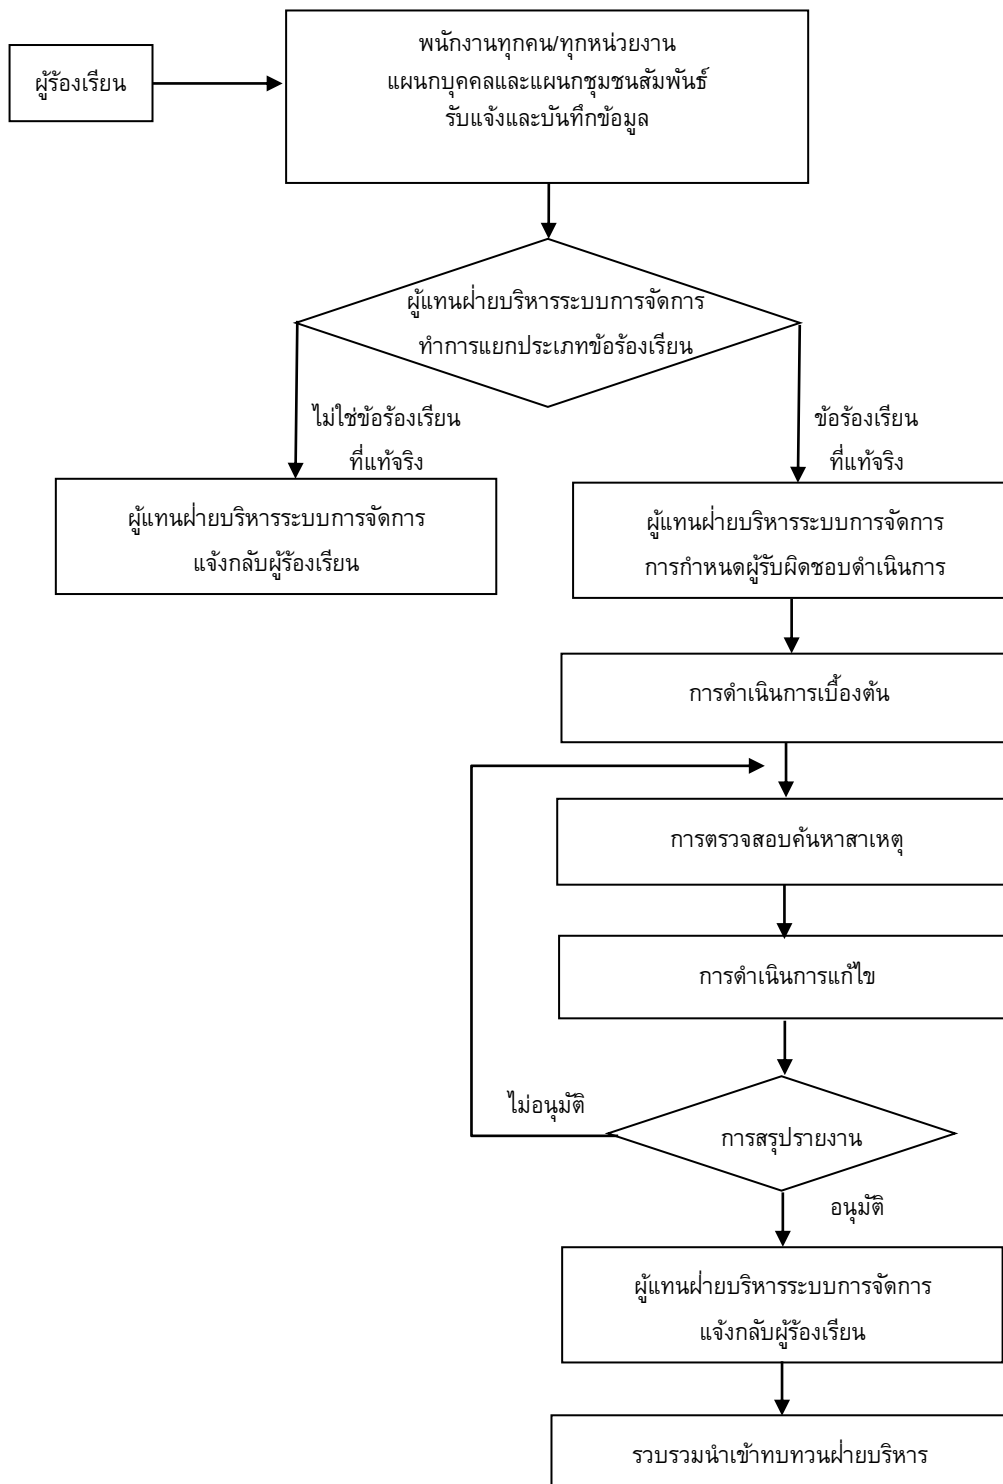 ผู้ร้องเรียน
พนักงานทุกคน/ทุกหน่วยงาน
แผนกบุคคลและแผนกชุมชนสัมพันธ์
รับแจ้งและบันทึกข้อมูล
ผู้แทนฝ่ายบริหารระบบการจัดการ
ทำการแยกประเภทข้อร้องเรียน
ไม่ใช่ข้อร้องเรียน
ที่แท้จริง
ข้อร้องเรียน
ที่แท้จริง
ผู้แทนฝ่ายบริหารระบบการจัดการ
แจ้งกลับผู้ร้องเรียน
ผู้แทนฝ่ายบริหารระบบการจัดการ
การกำหนดผู้รับผิดชอบดำเนินการ
การดำเนินการเบื้องต้น
การตรวจสอบค้นหาสาเหตุ
การดำเนินการแก้ไข
ไม่อนุมัติ
การสรุปรายงาน
อนุมัติ
ผู้แทนฝ่ายบริหารระบบการจัดการ
แจ้งกลับผู้ร้องเรียน
รวบรวมนำเข้าทบทวนฝ่ายบริหาร